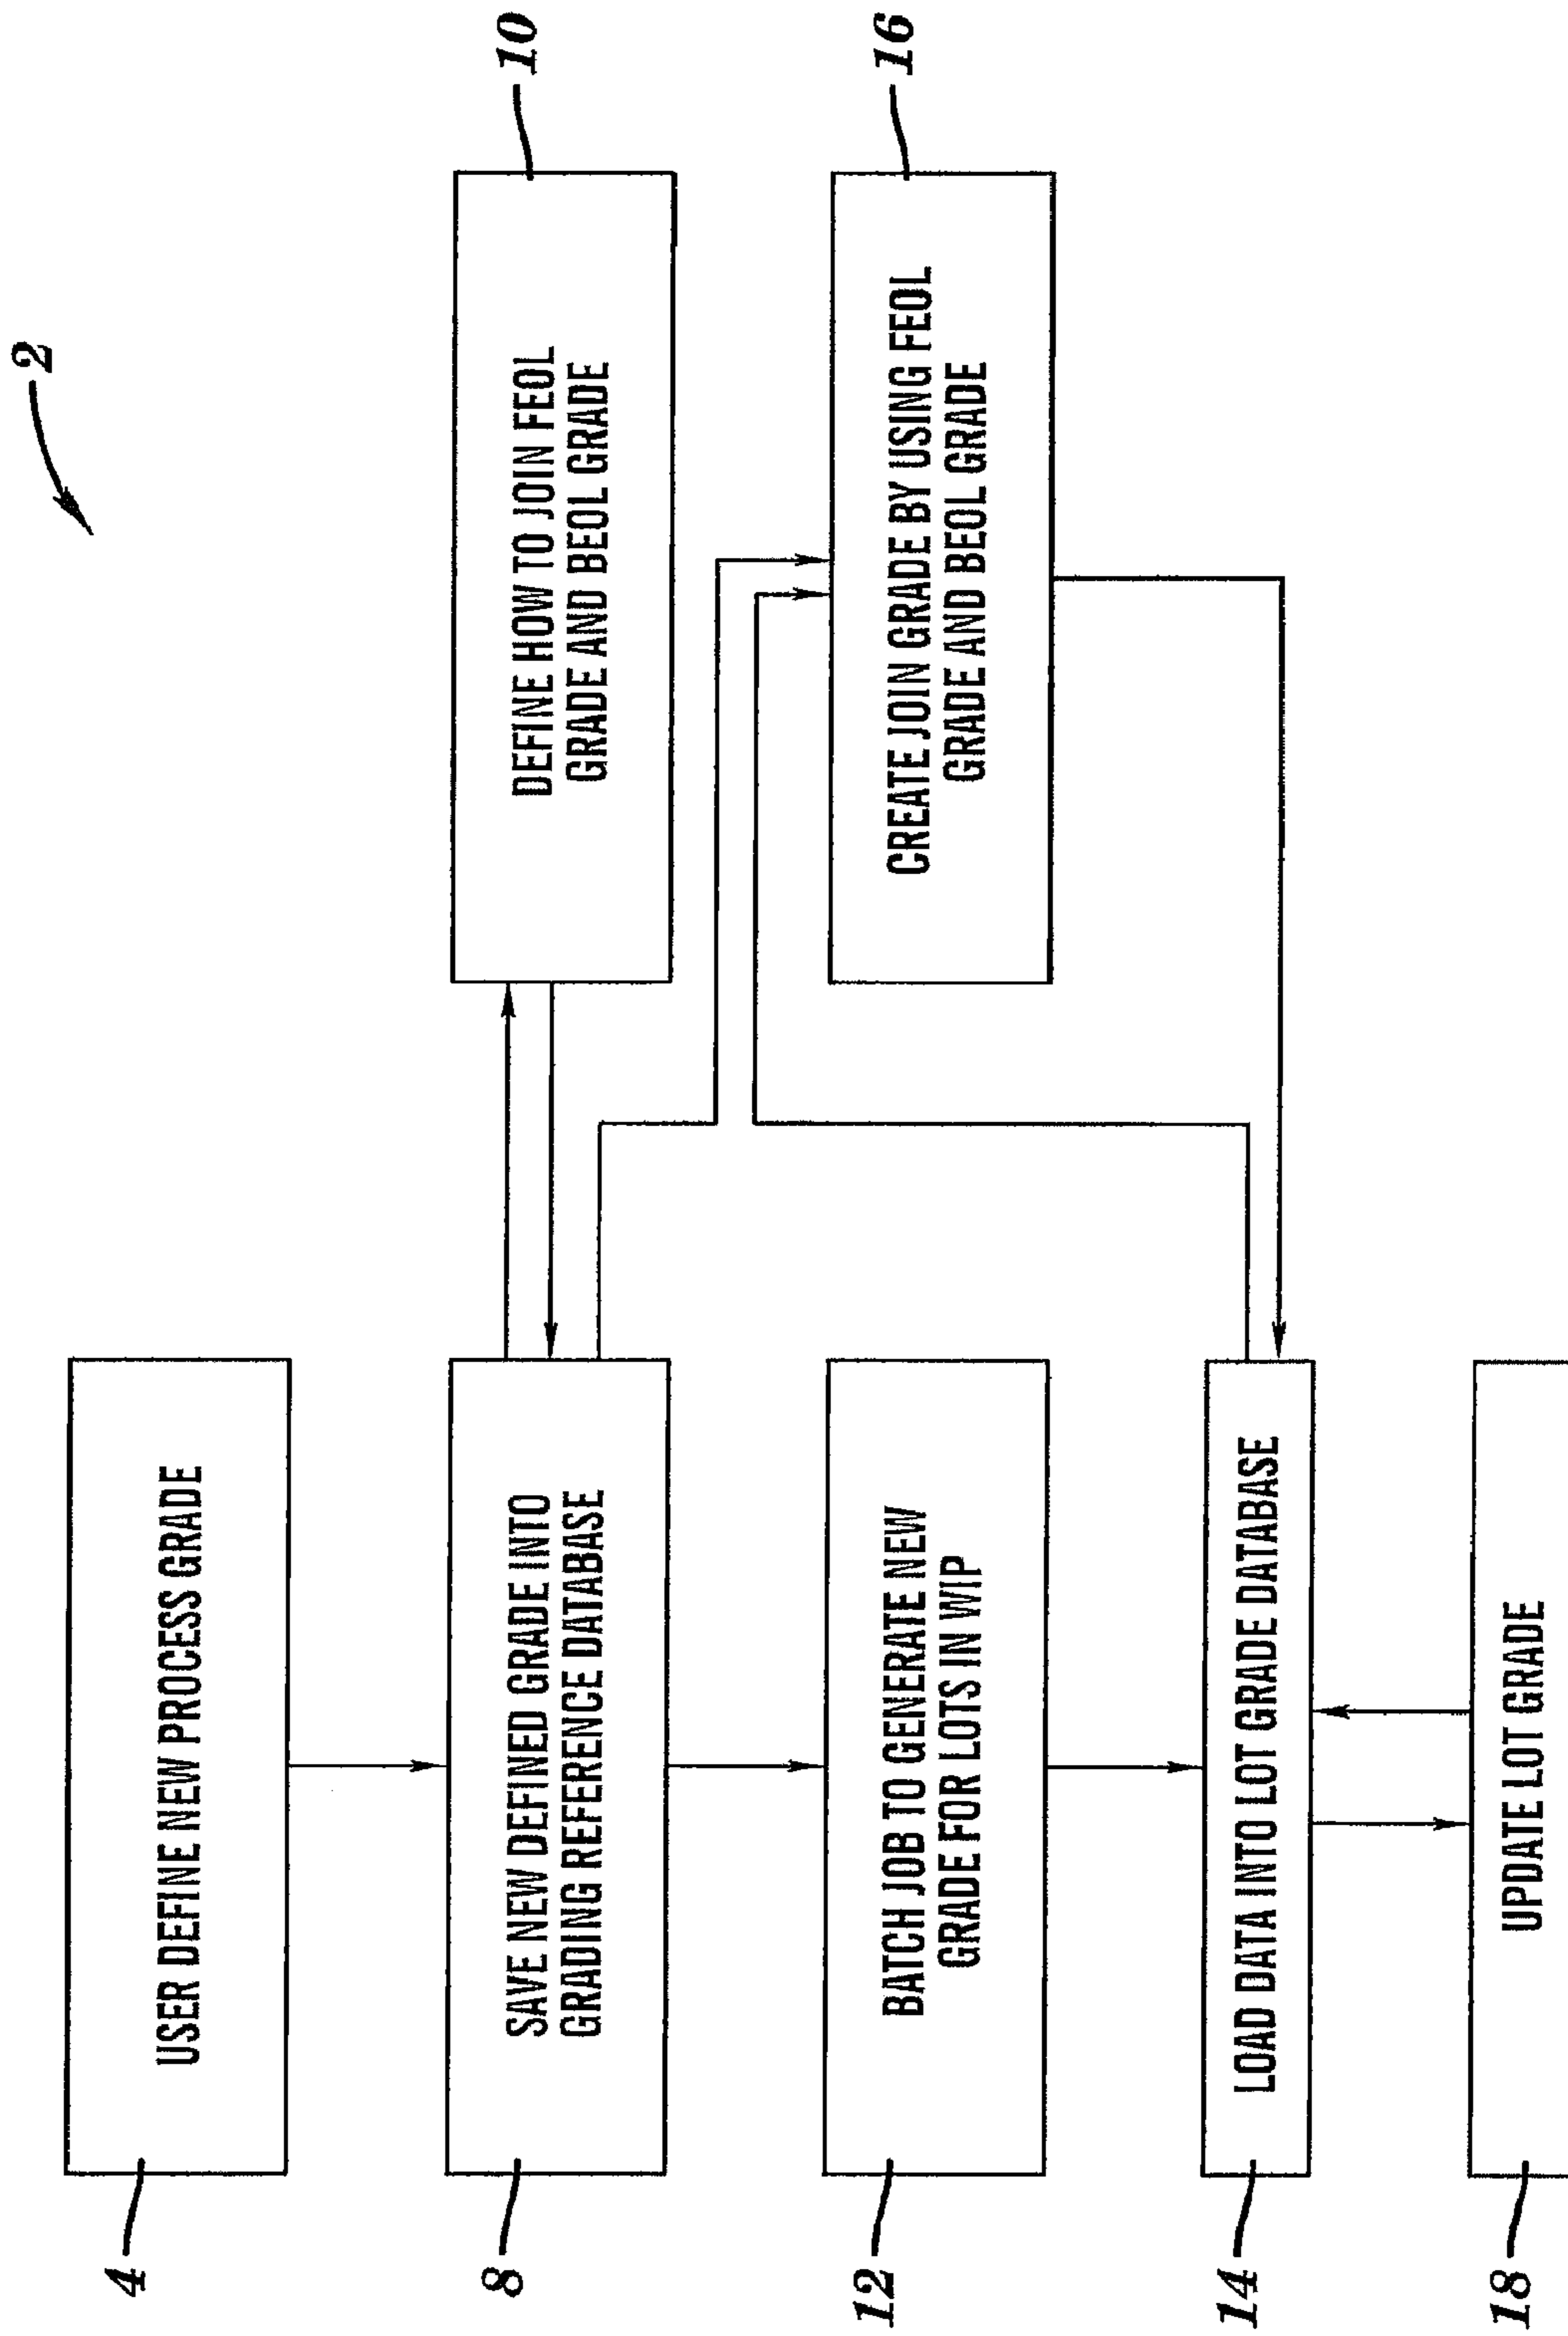 2
4
USER DEFINE NEW PROCESS GRADE
8
SAVE NEW DEFINED GRADE INTO
GRADING REFERENCE DATABASE
10
DEFINE HOW TO JOIN FEOL
GRADE AND BEOL GRADE
12
BATCH JOB TO GENERATE NEW
GRADE FOR LOTS IN WIP
16
CREATE JOIN GRADE BY USING FEOL
GRADE AND BEOL GRADE
14
LOAD DATA INTO LOT GRADE DATABASE
18
UPDATE LOT GRADE